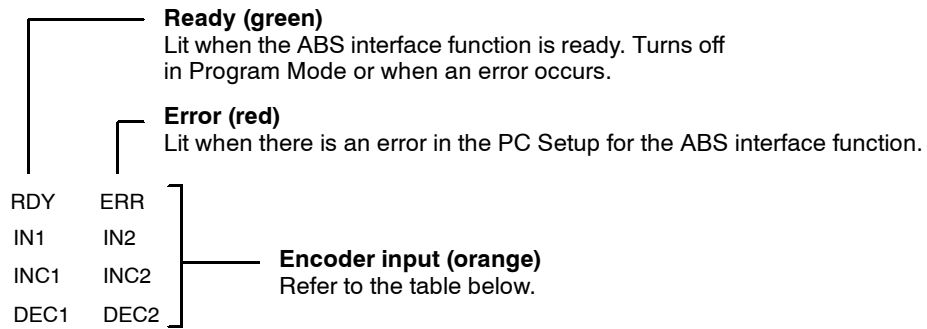 Ready (green)
Lit when the ABS interface function is ready. Turns off
in Program Mode or when an error occurs.
Error (red)
Lit when there is an error in the PC Setup for the ABS interface function.
RDY ERR
IN1 IN2
INC1 INC2
DEC1 DEC2
Encoder input (orange)
Refer to the table below.